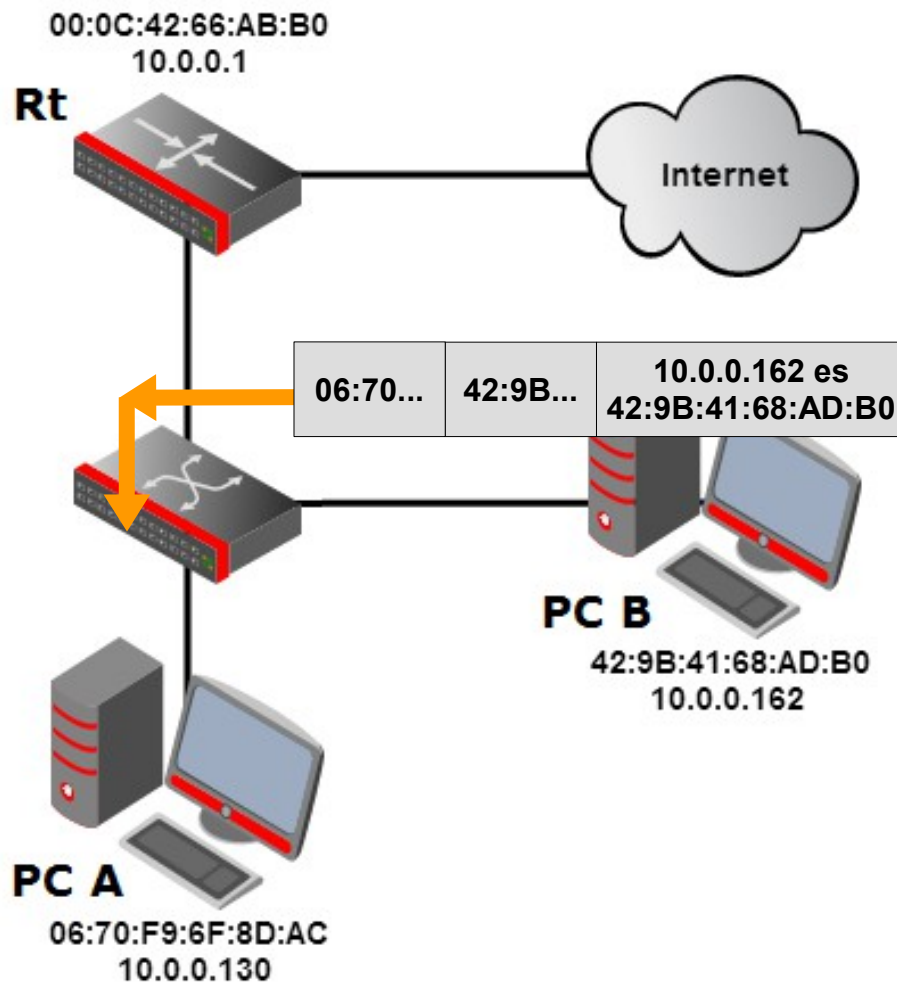 00:0C:42:66:AB:B0
10.0.0.1
Rt
Internet
06:70...
42:9B...
10.0.0.162 es
42:9B:41:68:AD:B0
PC B
42:9B:41:68:AD:B0
10.0.0.162
PC A
06:70:F9:6F:8D:AC
10.0.0.130